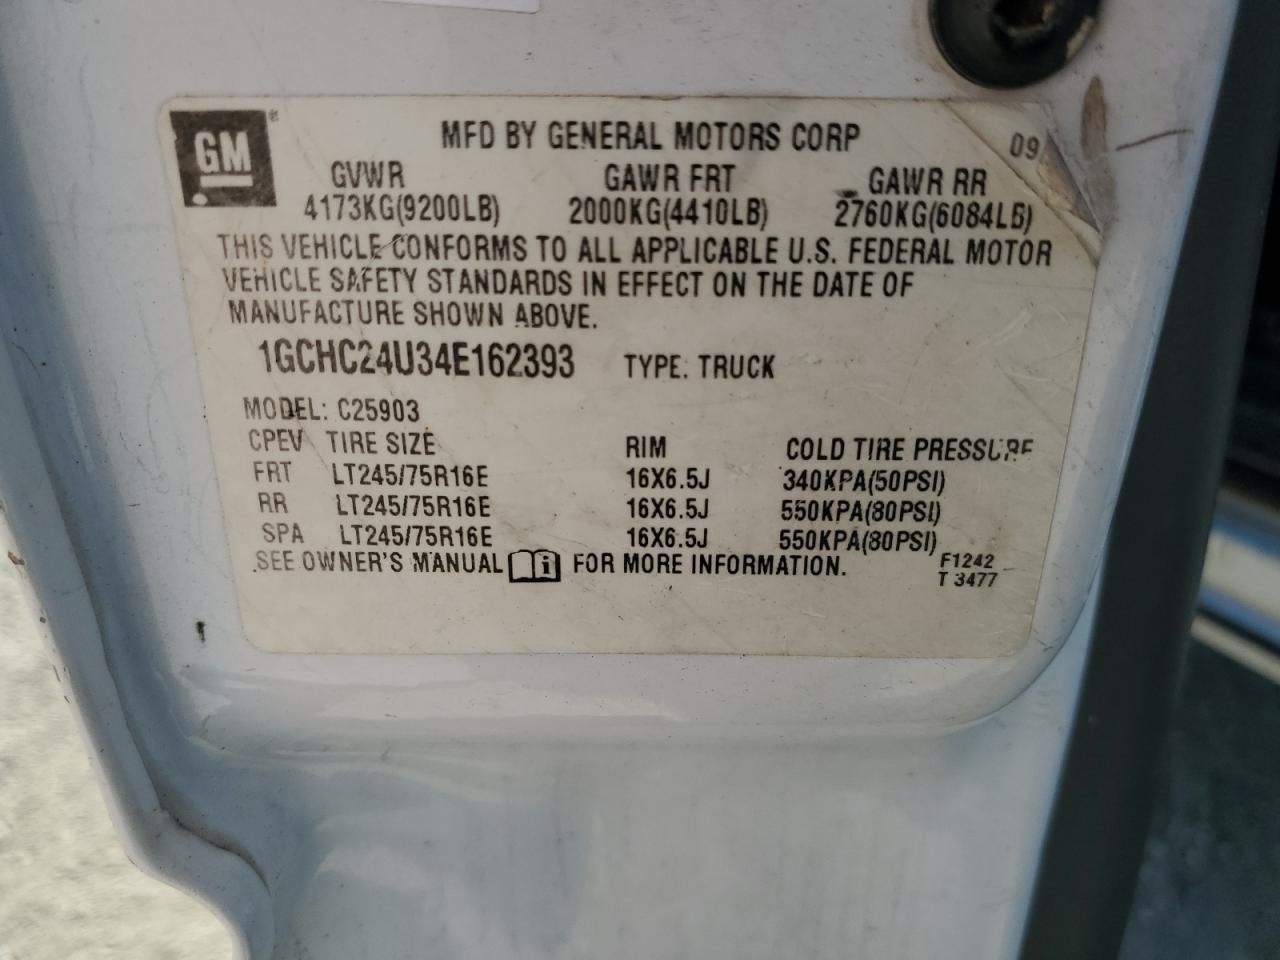 GM®
MFD BY GENERAL MOTORS CORP 09
GVWR GAWR FRT GAWR RR
4173KG(9200LB) 2000KG(4410LB) 2760KG(6084LB)
THIS VEHICLE CONFORMS TO ALL APPLICABLE U.S. FEDERAL MOTOR
VEHICLE SAFETY STANDARDS IN EFFECT ON THE DATE OF
MANUFACTURE SHOWN ABOVE.
1GCHC24U34E162393 TYPE: TRUCK
MODEL: C25903
CPEV TIRE SIZE RIM COLD TIRE PRESSURE
FRT LT245/75R16E 16X6.5J 340KPA(50PSI)
RR LT245/75R16E 16X6.5J 550KPA(80PSI)
SPA LT245/75R16E 16X6.5J 550KPA(80PSI)
SEE OWNER'S MANUAL FOR MORE INFORMATION. F1242
T 3477